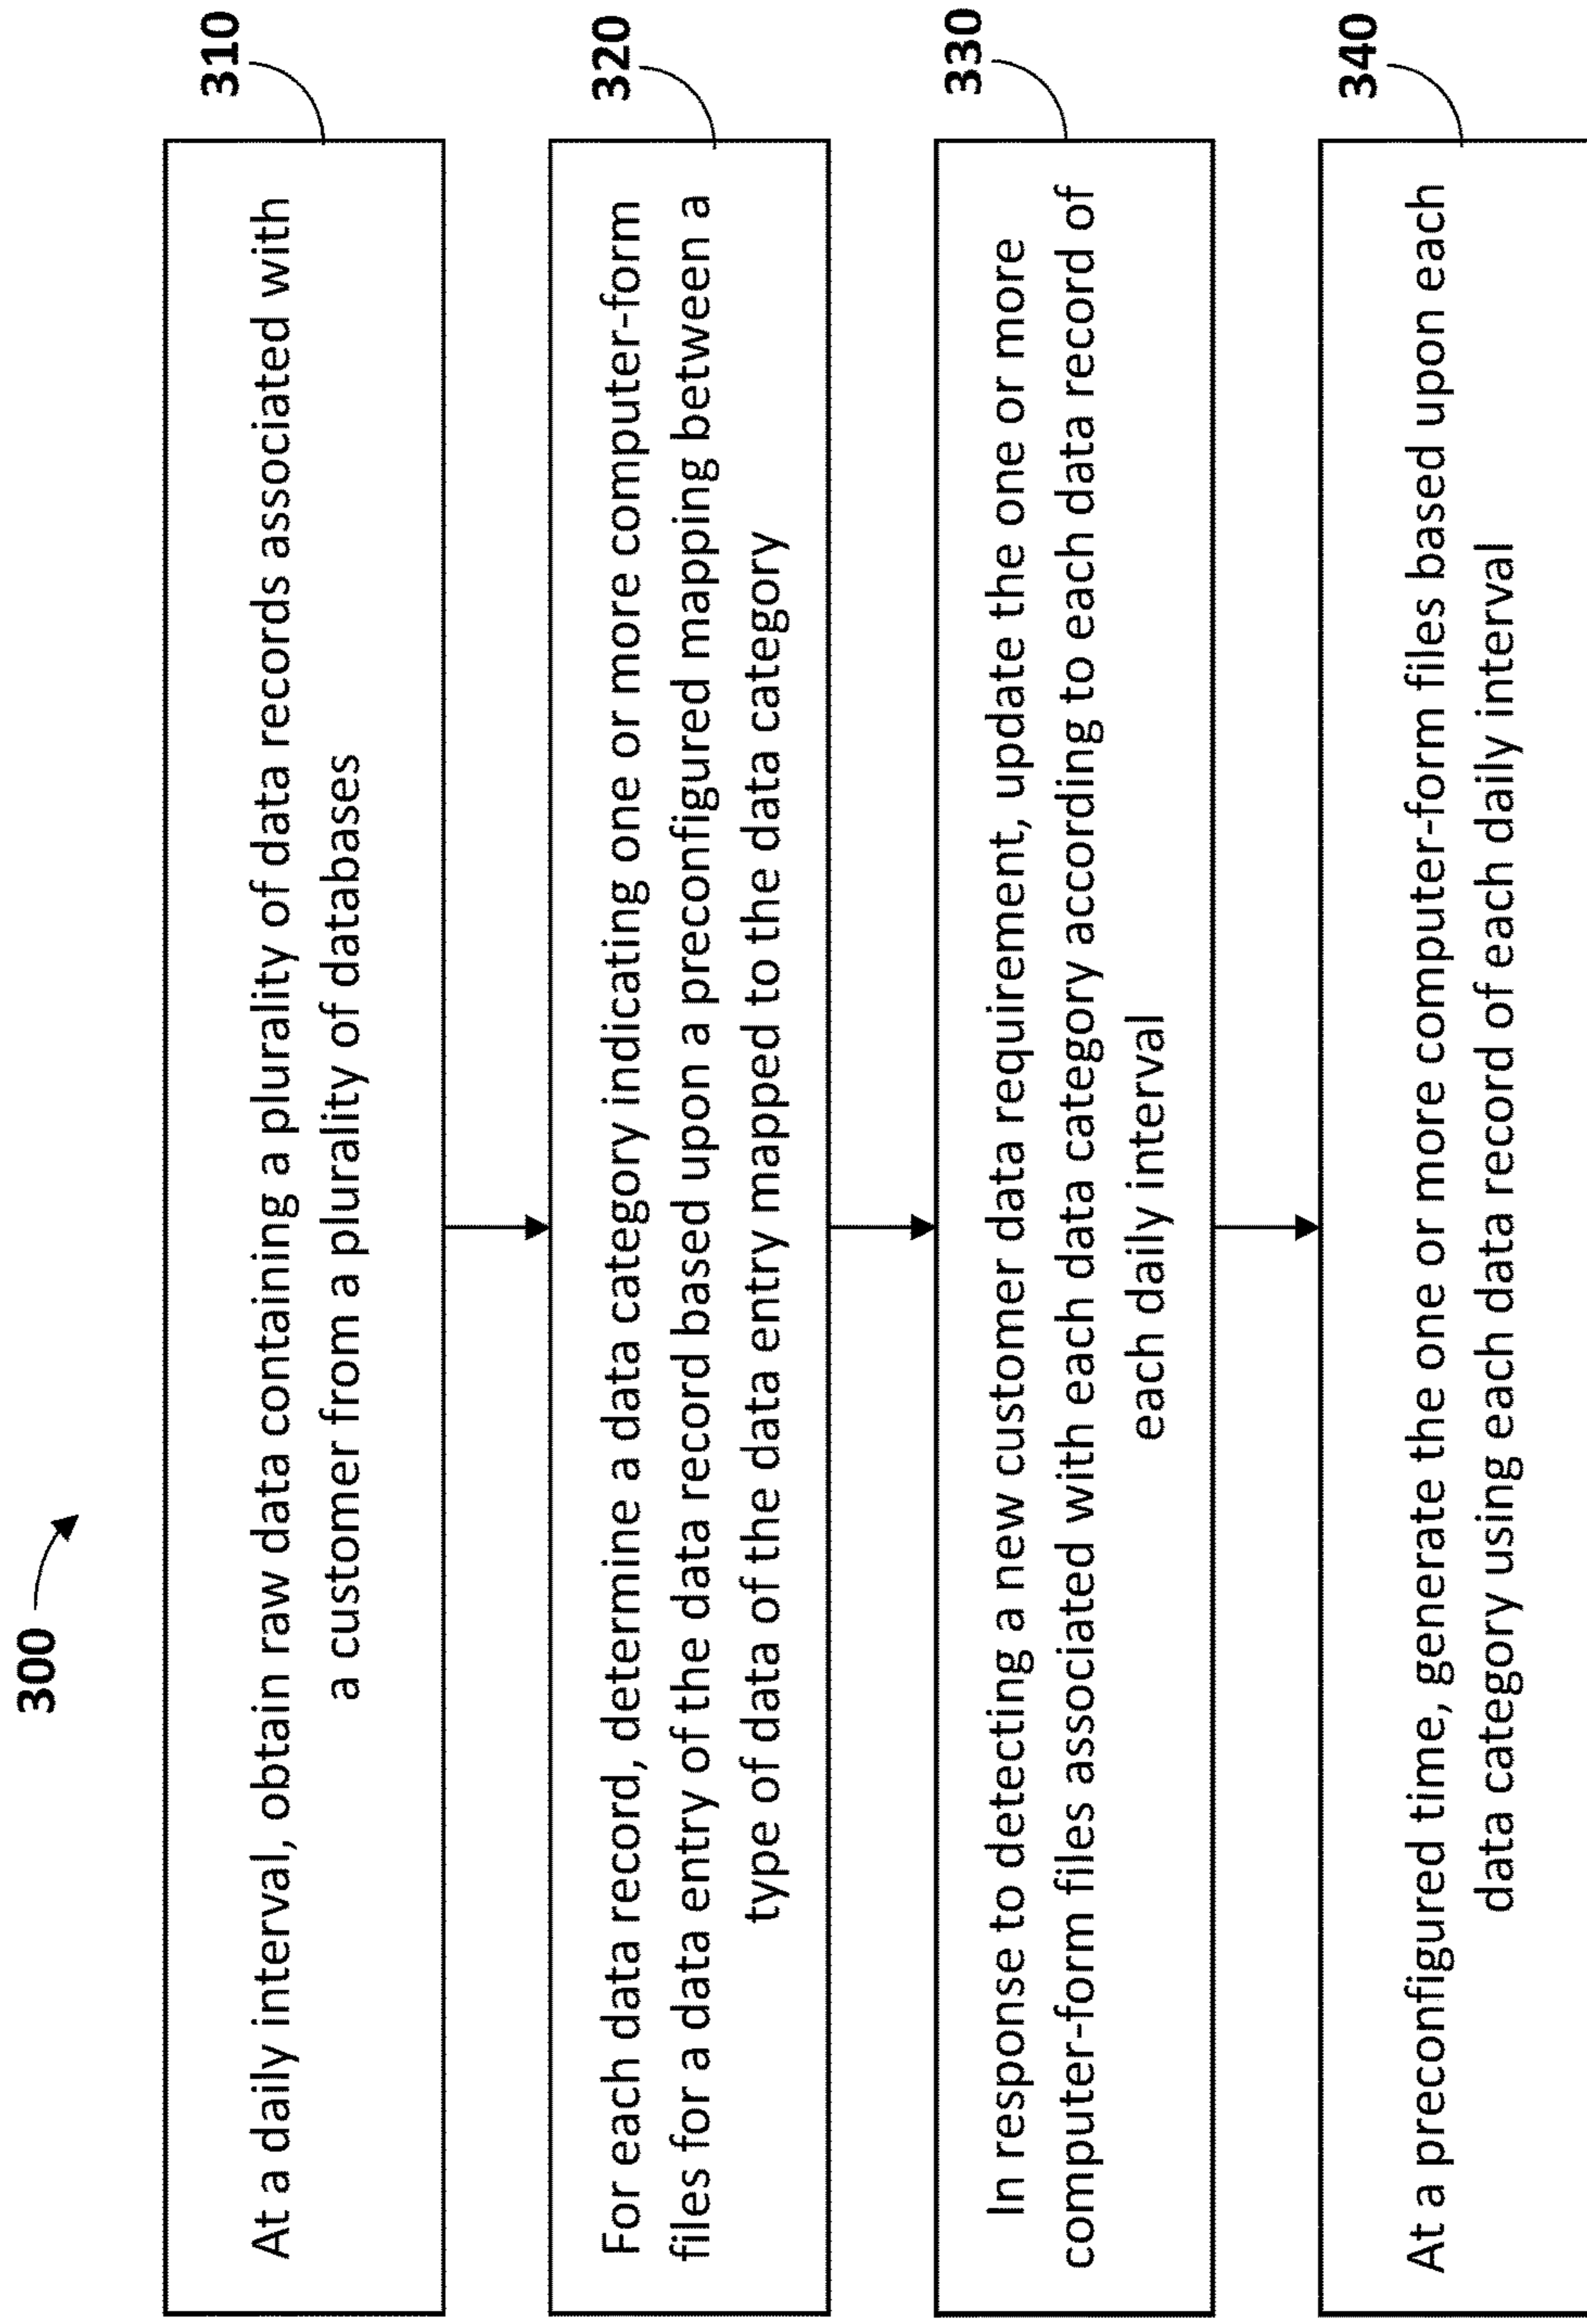 300
310
At a daily interval, obtain raw data containing a plurality of data records associated with
a customer from a plurality of databases
320
For each data record, determine a data category indicating one or more computer-form
files for a data entry of the data record based upon a preconfigured mapping between a
type of data of the data entry mapped to the data category
330
In response to detecting a new customer data requirement, update the one or more
computer-form files associated with each data category according to each data record of
each daily interval
340
At a preconfigured time, generate the one or more computer-form files based upon each
data category using each data record of each daily interval